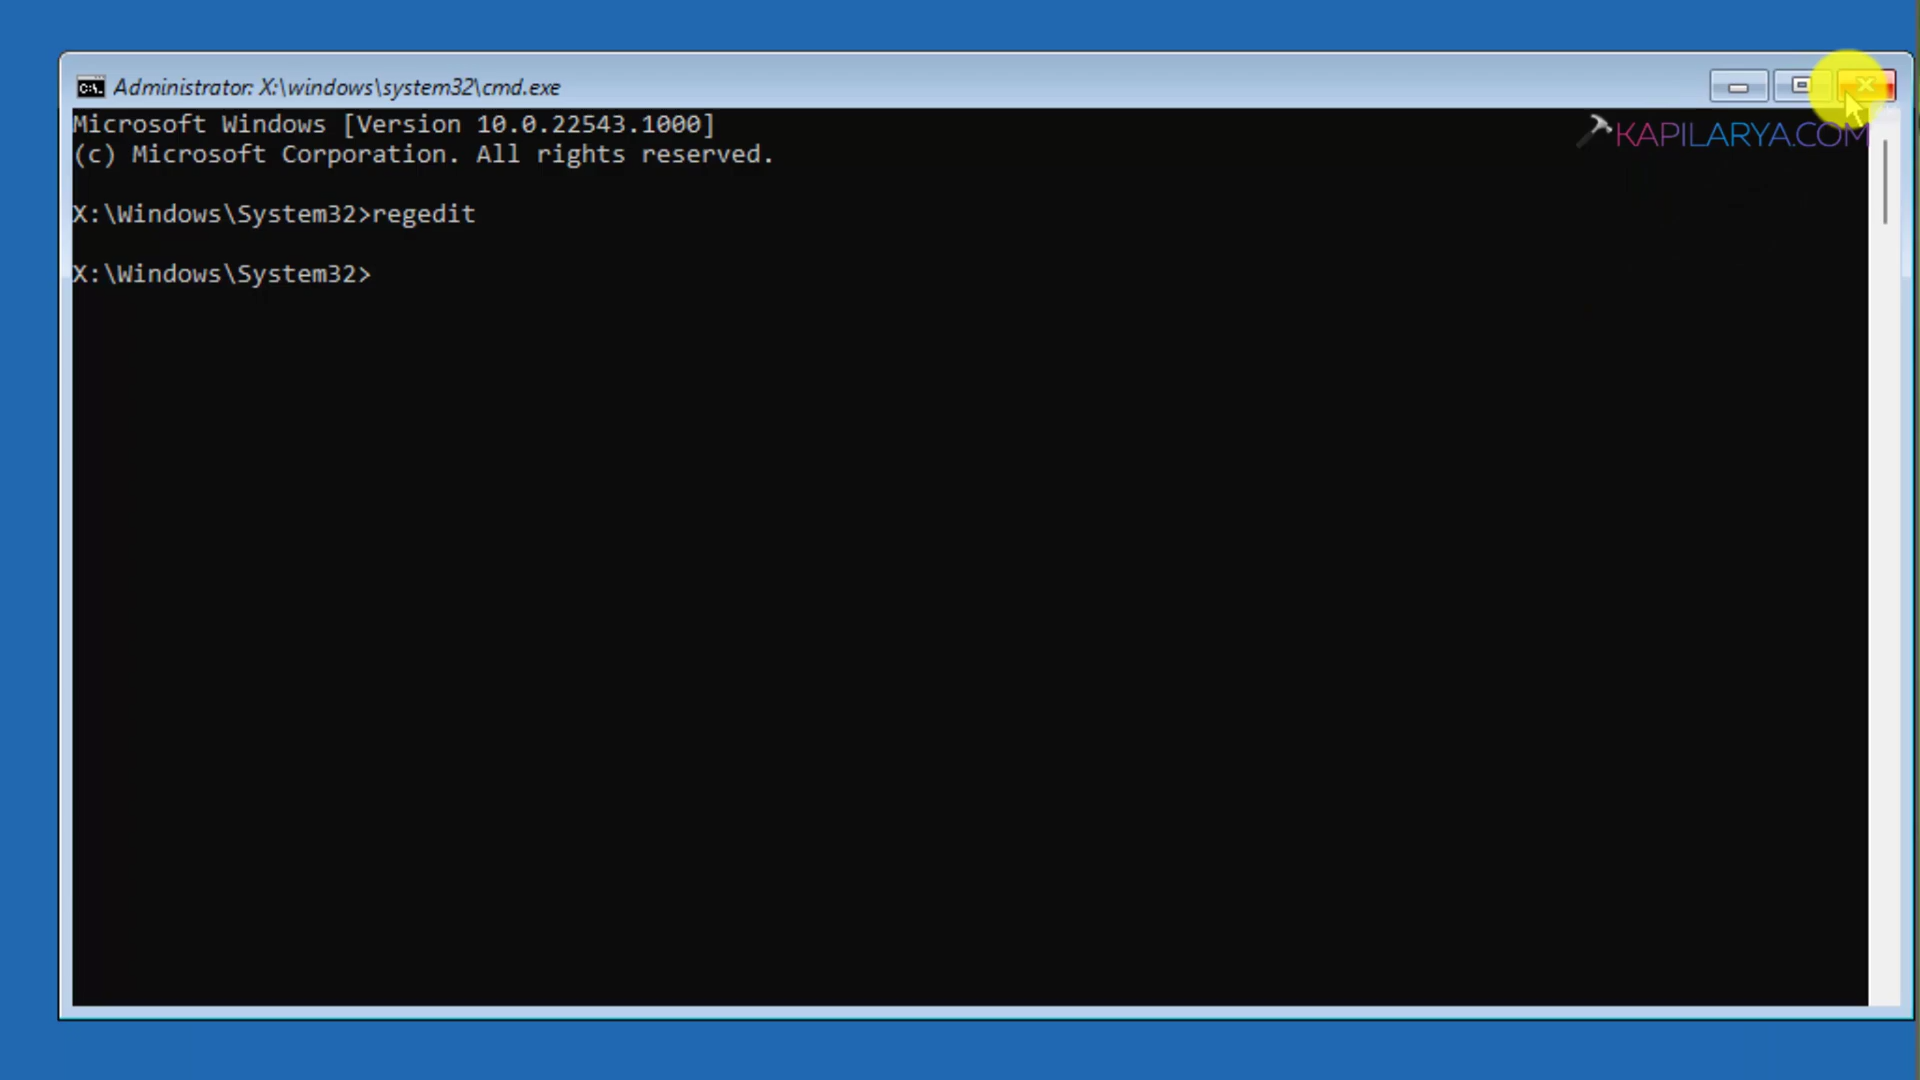 Administrator: X:\windows\system32\cmd.exe
Microsoft Windows [Version 10.0.22543.1000]
KAPILARYA.COM
(c) Microsoft Corporation. All rights reserved.
X:\Windows\System32>regedit
X:\Windows\System32>